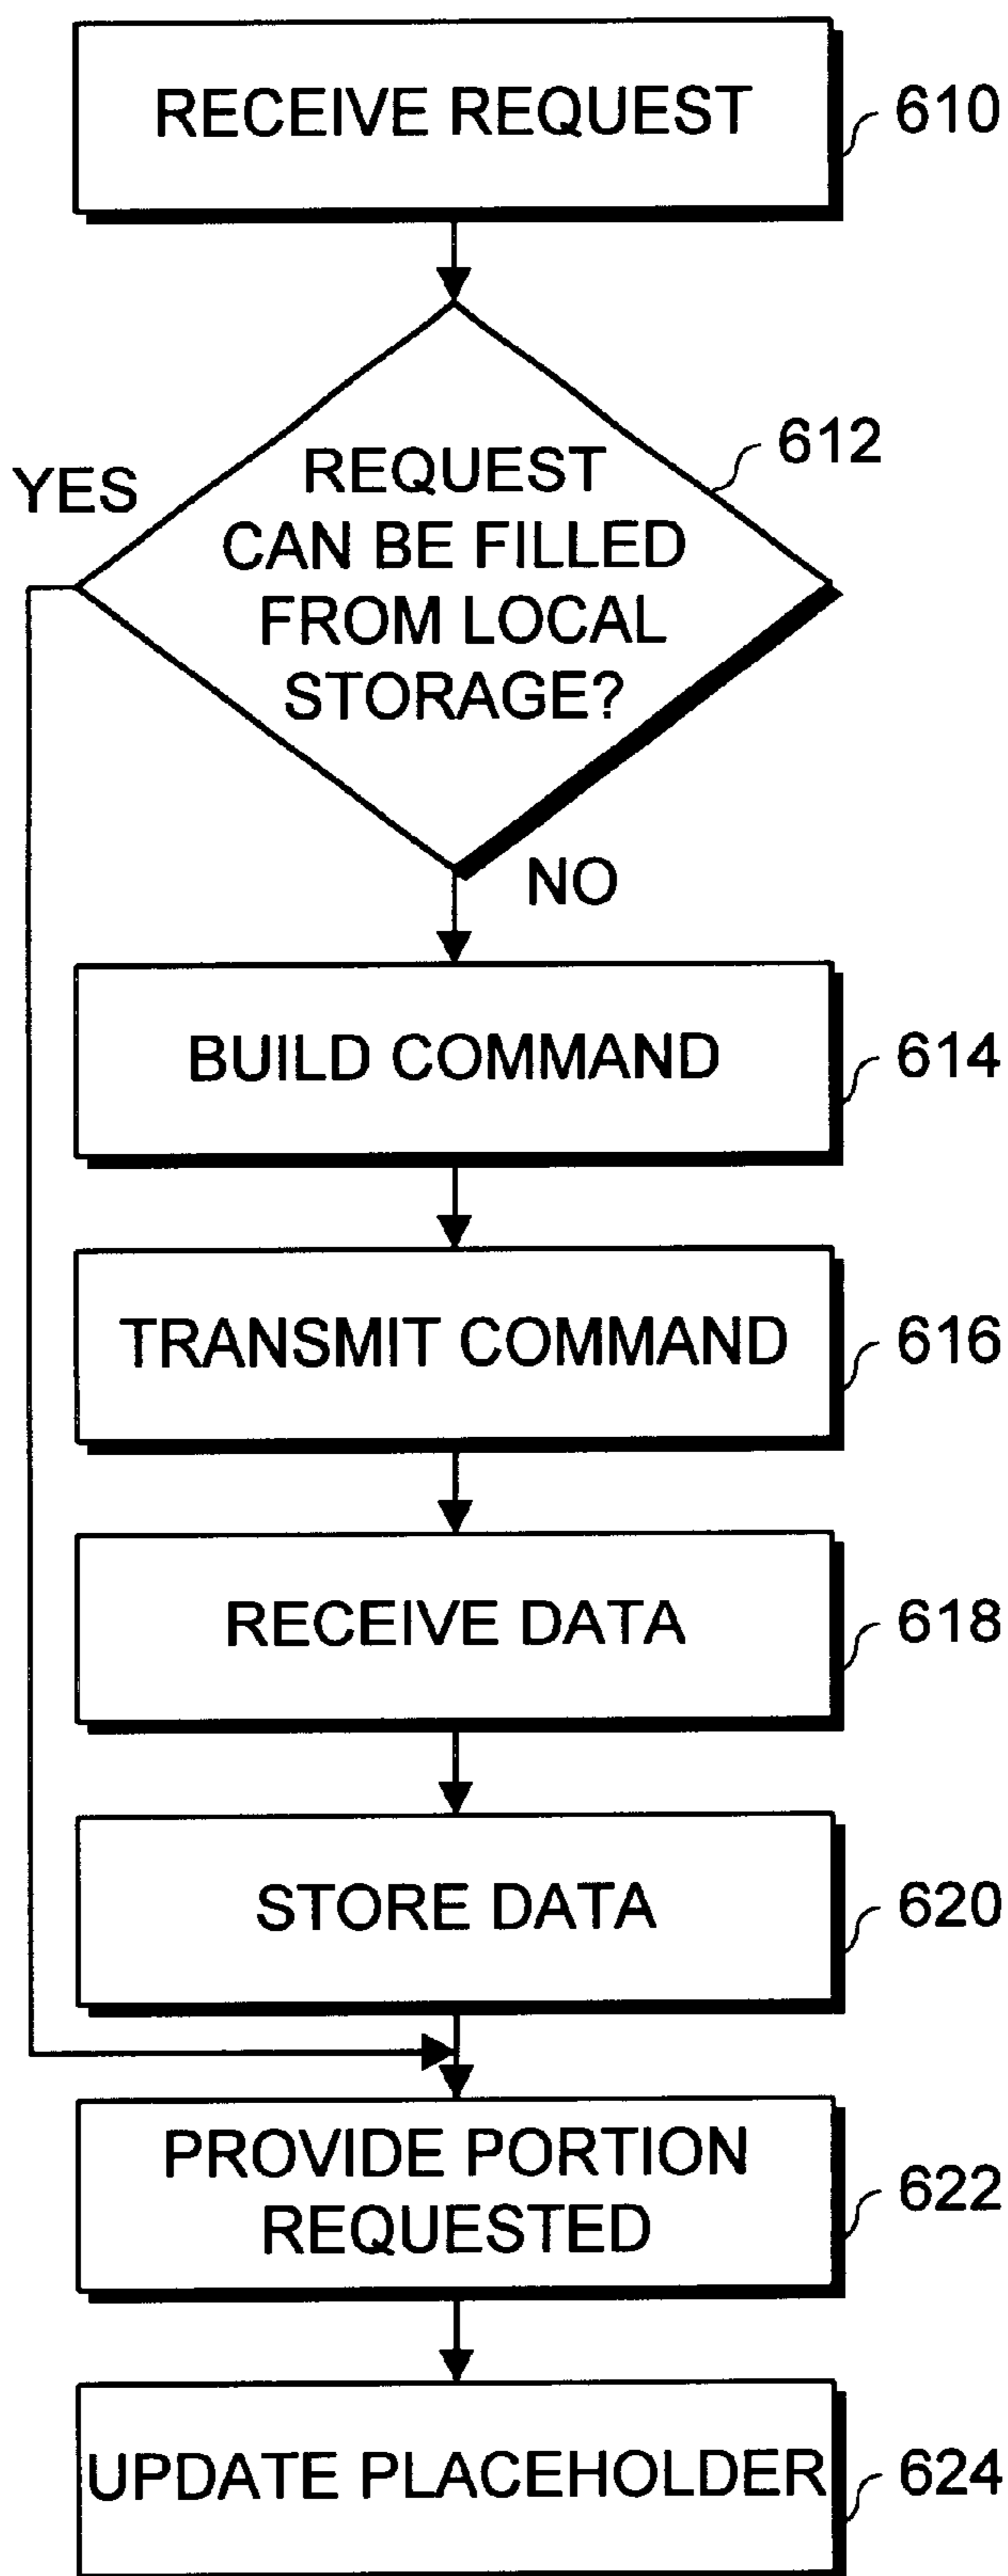 RECEIVE REQUEST
610
612
YES
REQUEST
CAN BE FILLED
FROM LOCAL
STORAGE?
NO
BUILD COMMAND
614
TRANSMIT COMMAND
616
RECEIVE DATA
618
STORE DATA
620
PROVIDE PORTION
REQUESTED
622
UPDATE PLACEHOLDER
624